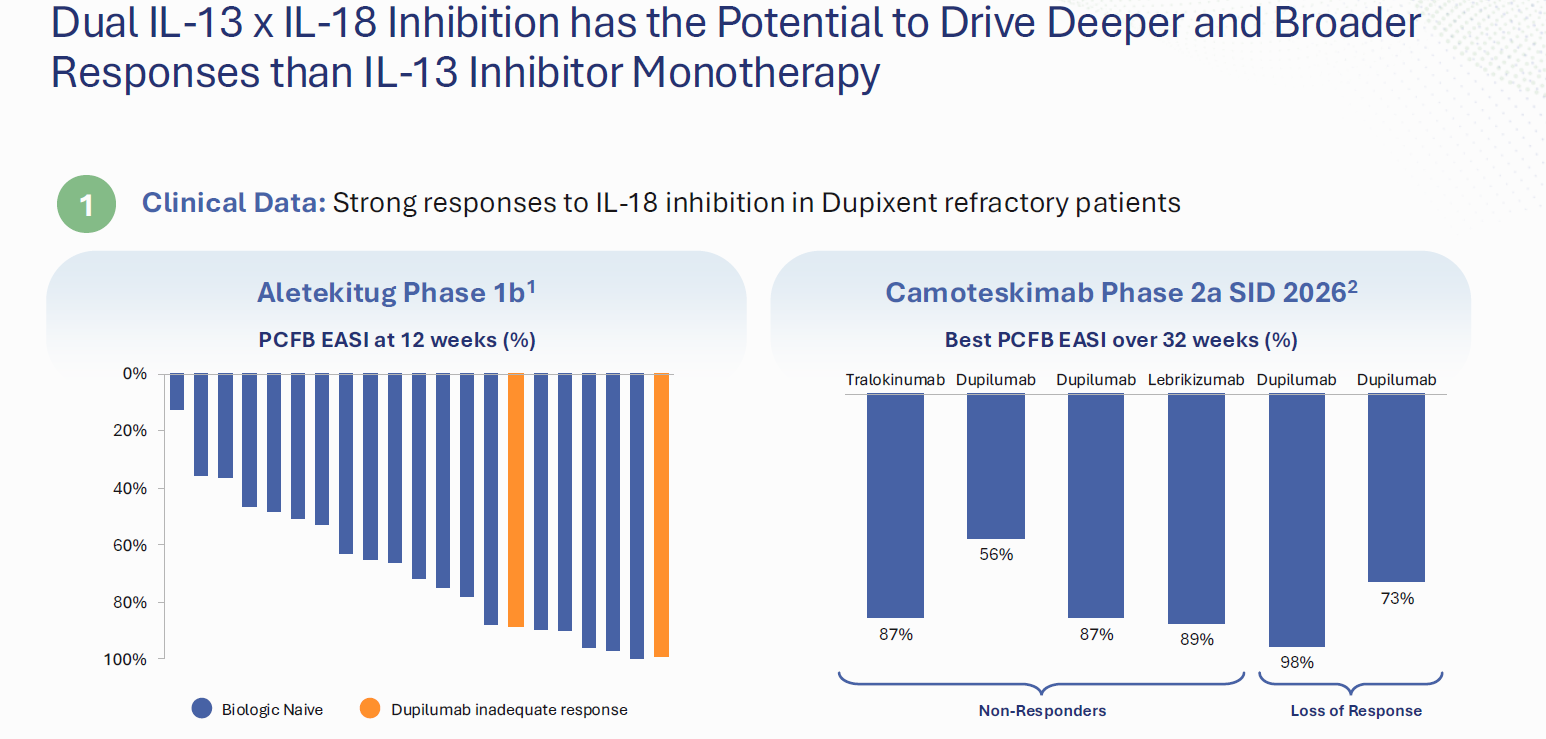 Dual IL-13 x IL-18 Inhibition has the Potential to Drive Deeper and Broader
Responses than IL-13 Inhibitor Monotherapy
1
Clinical Data: Strong responses to IL-18 inhibition in Dupixent refractory patients
Aletekitug Phase 1b¹
PCFB EASI at 12 weeks (%)
0%
20%
40%
60%
80%
100%
Biologic Naive
Dupilumab inadequate response
Camoteskimab Phase 2a SID 2026²
Best PCFB EASI over 32 weeks (%)
Tralokinumab Dupilumab Dupilumab Lebrikizumab Dupilumab Dupilumab
87%
56%
87%
89%
98%
73%
Non-Responders
Loss of Response